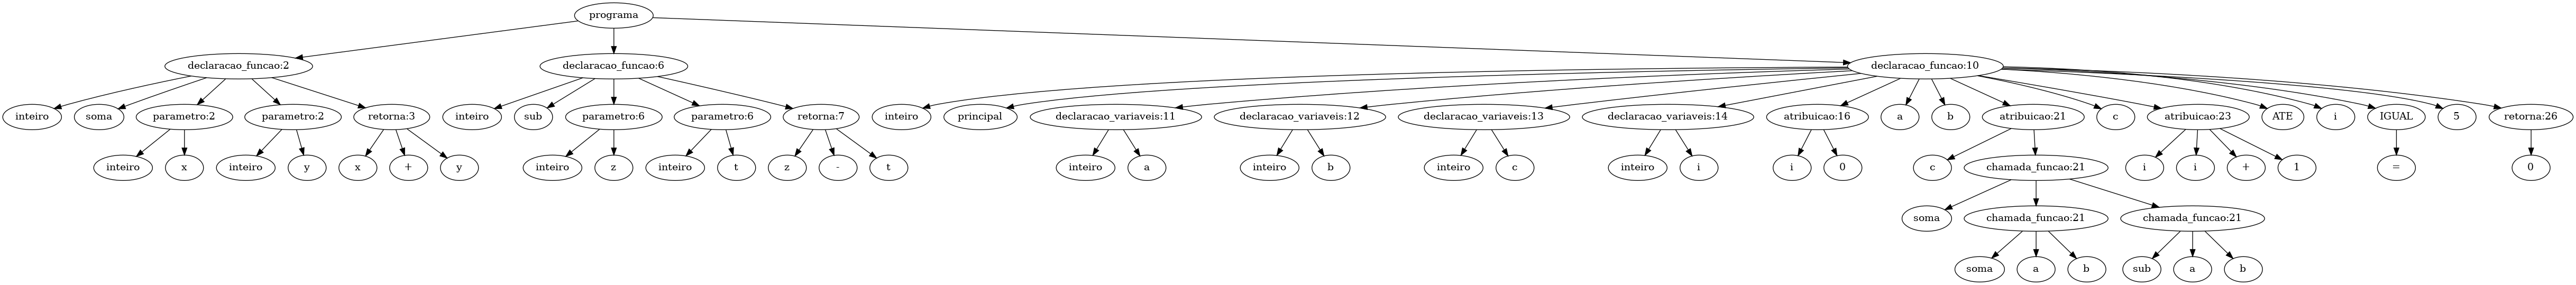 programa
declaracao_funcao:2 declaracao_funcao:6 declaracao_funcao:10
inteiro soma parametro:2 parametro:2 retorna:3 inteiro sub parametro:6 parametro:6 retorna:7 inteiro principal declaracao_variaveis:11 declaracao_variaveis:12 declaracao_variaveis:13 declaracao_variaveis:14 atribuicao:16 a b atribuicao:21 c atribuicao:23 ATE i IGUAL 5 retorna:26
inteiro x inteiro y x + y inteiro z inteiro t z - t inteiro a inteiro b inteiro c inteiro i i 0 c chamada_funcao:21 i i + 1 = 0
soma chamada_funcao:21 chamada_funcao:21
soma a b sub a b